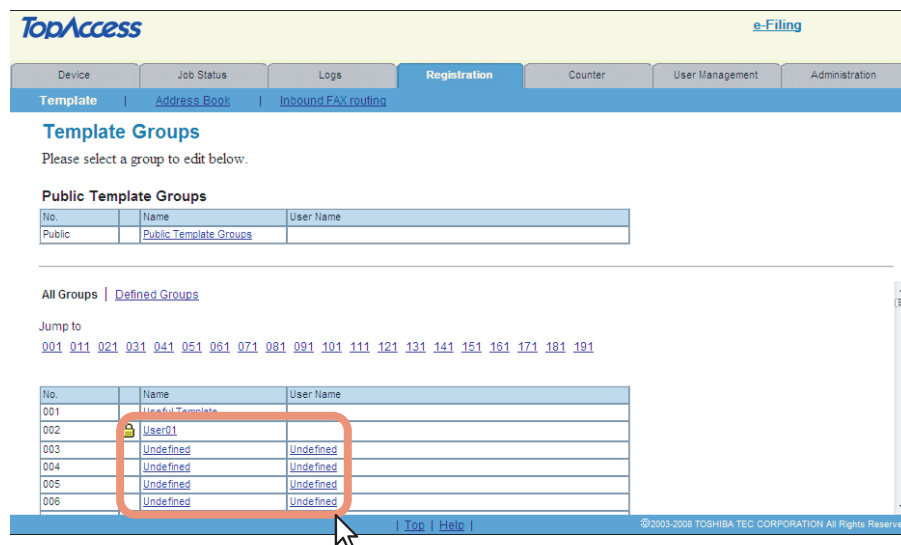 TopAccess
e-Filing
Device Job Status Logs Registration Counter User Management Administration
Template | Address Book | Inbound FAX routing
Template Groups
Please select a group to edit below.
Public Template Groups
No. Name User Name
Public Public Template Groups
All Groups | Defined Groups
Jump to
001 011 021 031 041 051 061 071 081 091 101 111 121 131 141 151 161 171 181 191
No. Name User Name
001 Useful Template
002 User01
003 Undefined Undefined
004 Undefined Undefined
005 Undefined Undefined
006 Undefined Undefined
| Top | Help |
©2003-2008 TOSHIBA TEC CORPORATION All Rights Reserve